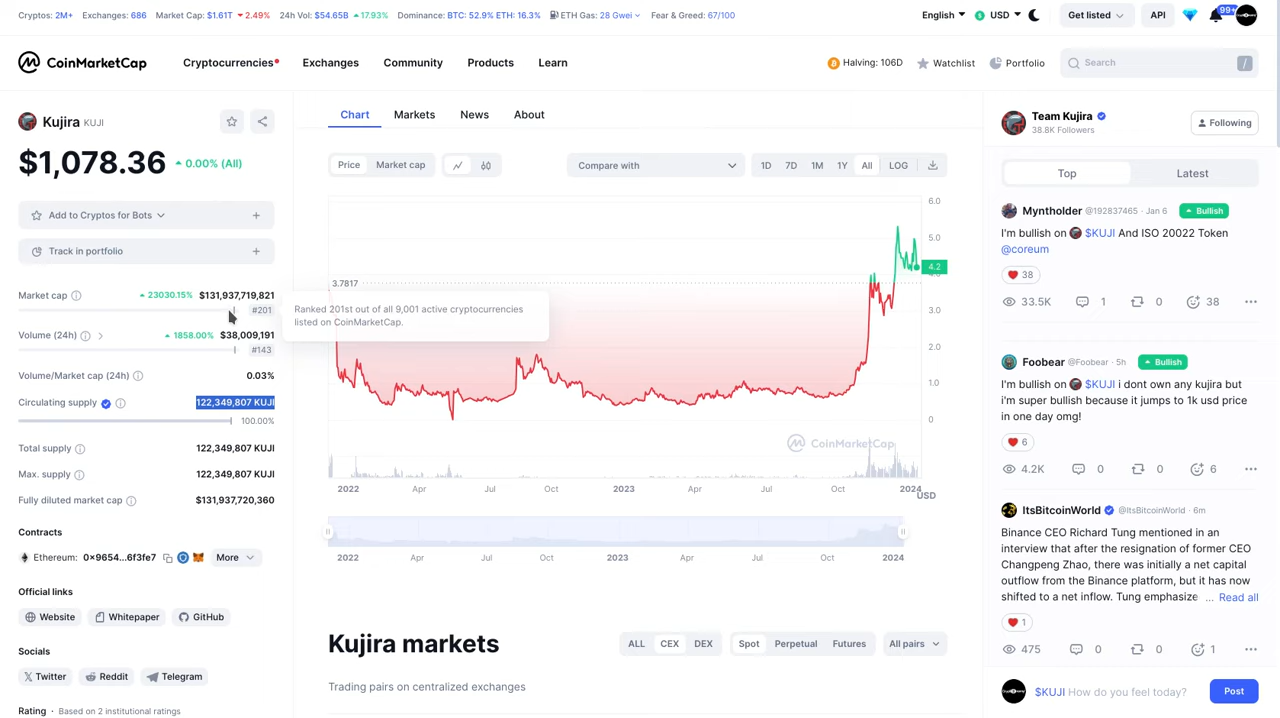 Cryptos: 2M+ Exchanges: 686 Market Cap: $1.61T 2.49% 24h Vol: $54.65B 17.93% Dominance: BTC: 52.9% ETH: 16.3% ETH Gas: 28 Gwei Fear & Greed: 67/100
English USD Get listed API 99+
CoinMarketCap Cryptocurrencies Exchanges Community Products Learn
Halving: 106D Watchlist Portfolio Search /
Kujira KUJI
$1,078.36 0.00% (All)
Add to Cryptos for Bots +
Track in portfolio +
Market cap 23030.15% $131,937,719,821
#201
Volume (24h) 1858.00% $38,009,191
#143
Volume/Market cap (24h) 0.03%
Circulating supply 122,349,807 KUJI
100.00%
Total supply 122,349,807 KUJI
Max. supply 122,349,807 KUJI
Fully diluted market cap $131,937,720,360
Contracts
Ethereum: 0x9654...6f3fe7 More
Official links
Website Whitepaper GitHub
Socials
Twitter Reddit Telegram
Rating · Based on 2 institutional ratings
Chart Markets News About
Price Market cap Compare with 1D 7D 1M 1Y All LOG
6.0
5.0
4.2
3.7817
3.0
2.0
1.0
0
Ranked 201st out of all 9,001 active cryptocurrencies
listed on CoinMarketCap.
CoinMarketCap
2022 Apr Jul Oct 2023 Apr Jul Oct 2024
USD
2022 Apr Jul Oct 2023 Apr Jul Oct 2024
Kujira markets
ALL CEX DEX Spot Perpetual Futures All pairs
Trading pairs on centralized exchanges
Team Kujira
38.8K Followers
Following
Top Latest
Myntholder @192837465 · Jan 6 Bullish
I'm bullish on $KUJI And ISO 20022 Token
@coreum
38
33.5K 1 0 38
Foobear @Foobear · 5h Bullish
I'm bullish on $KUJI i dont own any kujira but
i'm super bullish because it jumps to 1k usd price
in one day omg!
6
4.2K 0 0 6
ItsBitcoinWorld @ItsBitcoinWorld · 6m
Binance CEO Richard Tung mentioned in an
interview that after the resignation of former CEO
Changpeng Zhao, there was initially a net capital
outflow from the Binance platform, but it has now
shifted to a net inflow. Tung emphasize ... Read all
1
475 0 0 1
$KUJI How do you feel today? Post